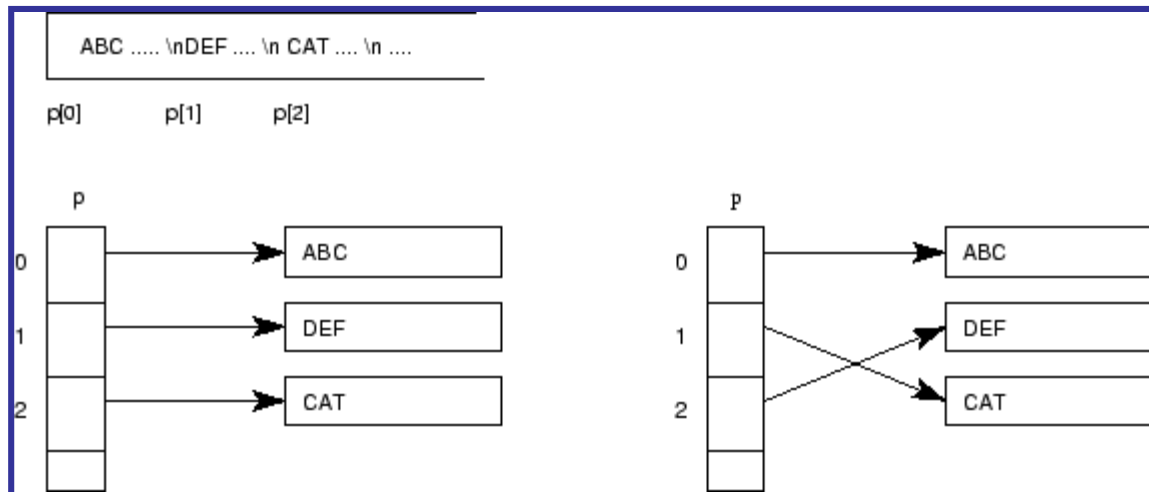 ABC ..... \nDEF .... \n CAT .... \n ....
p[0] p[1] p[2]
p
0 ABC
1 DEF
2 CAT
p
0 ABC
1 DEF
2 CAT